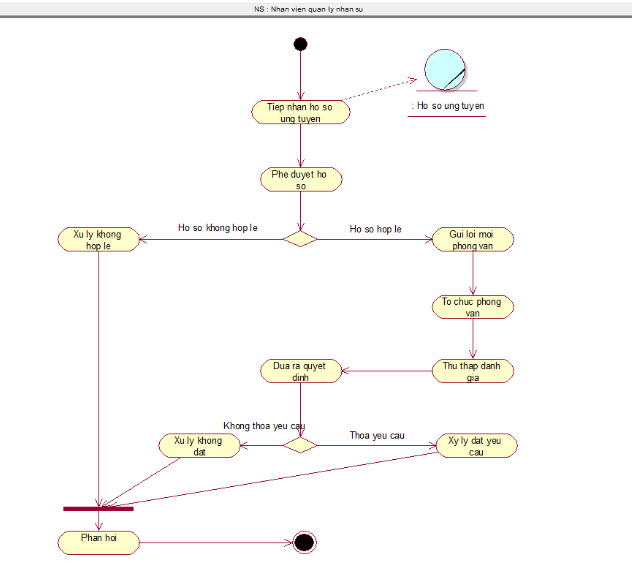 NS : Nhan vien quan ly nhan su
Tiep nhan ho so
ung tuyen
: Ho so ung tuyen
Phe duyet ho
so
Ho so khong hop le
Ho so hop le
Xu ly khong
hop le
Gui loi moi
phong van
To chuc phong
van
Thu thap danh
gia
Dua ra quyet
dinh
Khong thoa yeu cau
Thoa yeu cau
Xu ly khong
dat
Xy ly dat yeu
cau
Phan hoi